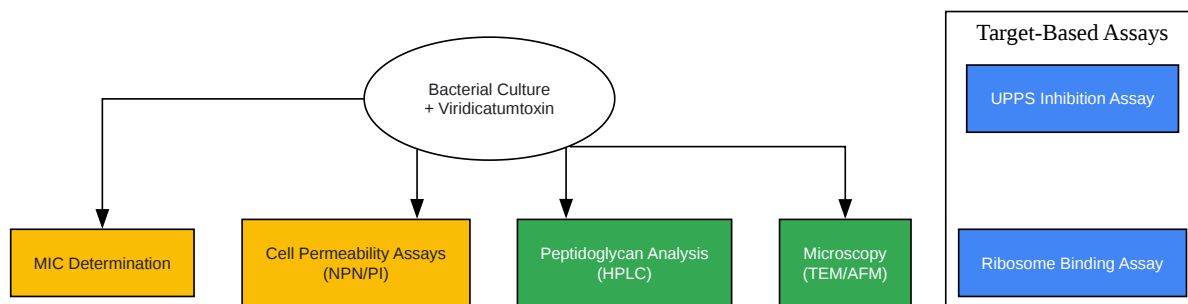 Bacterial Culture
+ Viridicatumtoxin
MIC Determination
Cell Permeability Assays
(NPN/PI)
Peptidoglycan Analysis
(HPLC)
Microscopy
(TEM/AFM)
Target-Based Assays
UPPS Inhibition Assay
Ribosome Binding Assay